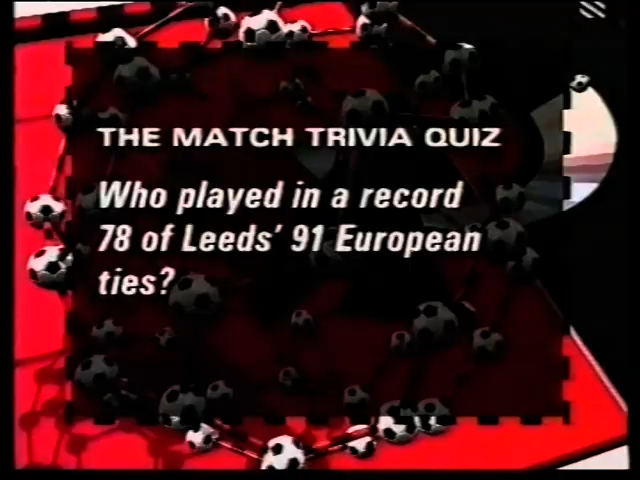 THE MATCH TRIVIA QUIZ
Who played in a record
78 of Leeds' 91 European
ties?